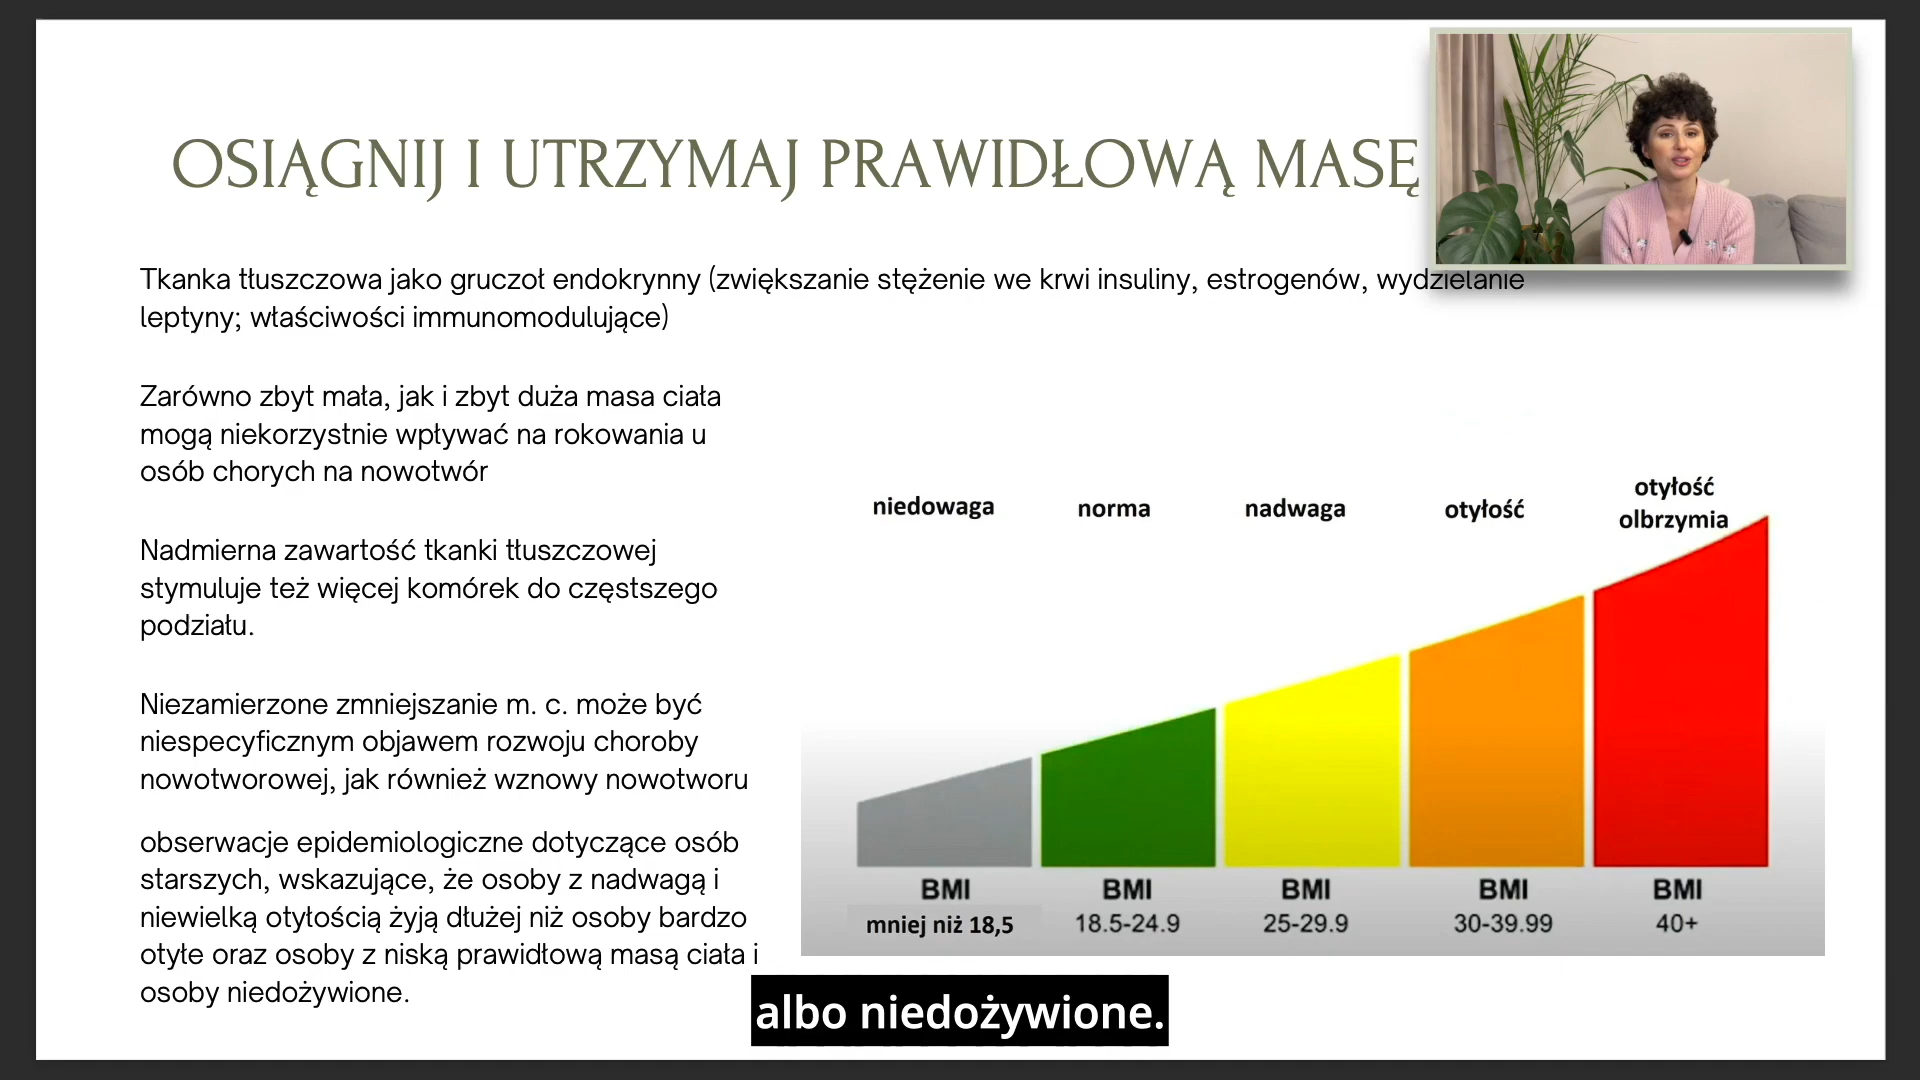 OSIĄGNIJ I UTRZYMAJ PRAWIDŁOWĄ MASĘ
Tkanka tłuszczowa jako gruczoł endokrynny (zwiększanie stężenie we krwi insuliny, estrogenów, wydzielanie
leptyny; właściwości immunomodulujące)
Zarówno zbyt mała, jak i zbyt duża masa ciała
mogą niekorzystnie wpływać na rokowania u
osób chorych na nowotwór
Nadmierna zawartość tkanki tłuszczowej
stymuluje też więcej komórek do częstszego
podziału.
Niezamierzone zmniejszanie m. c. może być
niespecyficznym objawem rozwoju choroby
nowotworowej, jak również wznowy nowotworu
obserwacje epidemiologiczne dotyczące osób
starszych, wskazujące, że osoby z nadwagą i
niewielką otyłością żyją dłużej niż osoby bardzo
otyłe oraz osoby z niską prawidłową masą ciała i
osoby niedożywione.
niedowaga norma nadwaga otyłość otyłość
olbrzymia
BMI BMI BMI BMI BMI
mniej niż 18,5 18.5-24.9 25-29.9 30-39.99 40+
albo niedożywione.